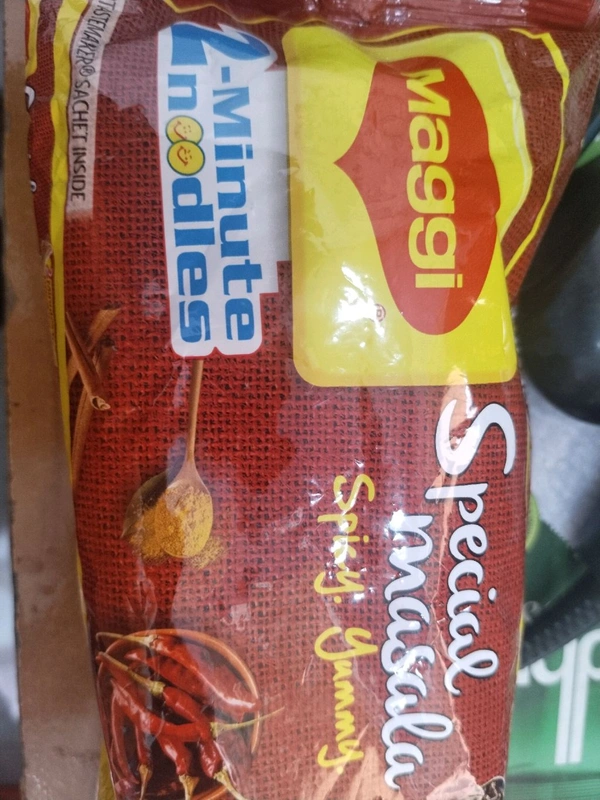 Maggi
®
2-Minute
noodles
Special
masala
Spicy. Yummy.
TASTEMAKER® SACHET INSIDE